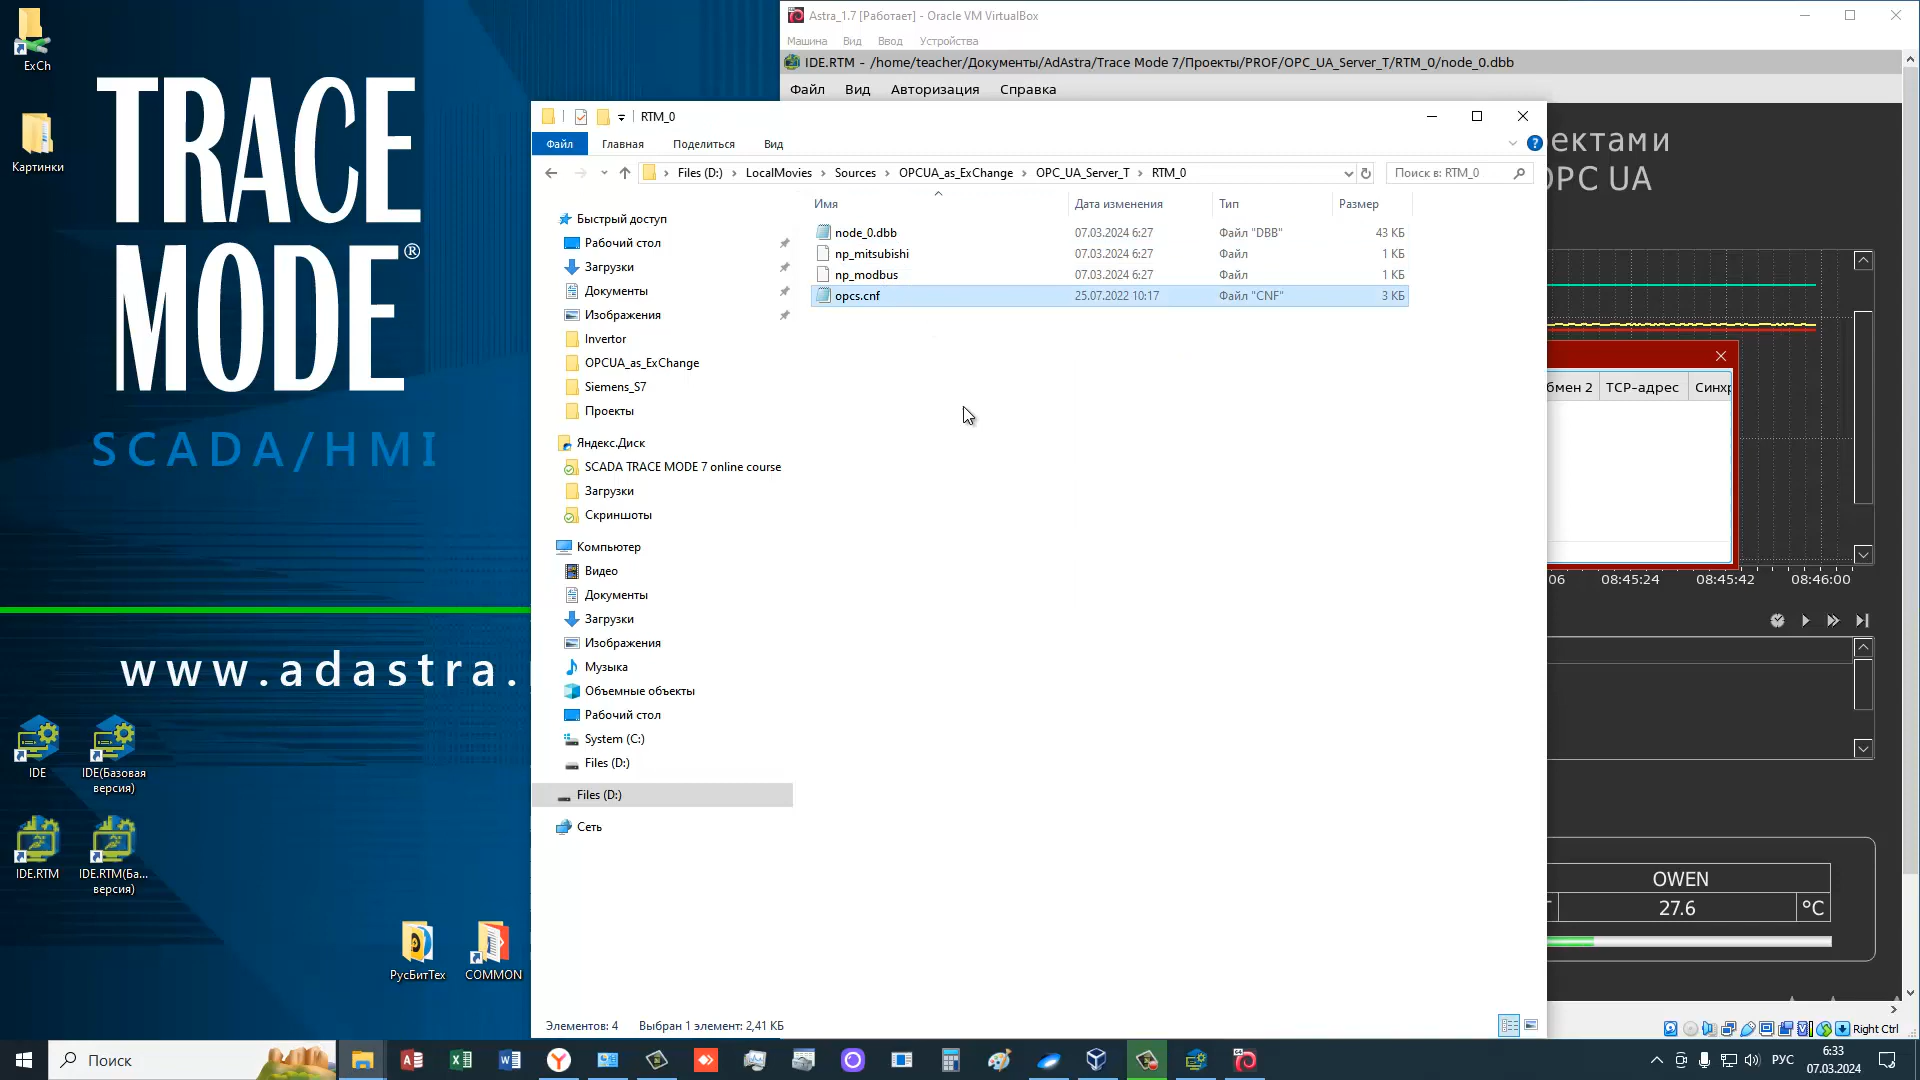 ExCh
Картинки
TRACE
MODE®
SCADA/HMI
www.adastra.
IDE
IDE(Базовая
версия)
IDE.RTM
IDE.RTM(Ба...
версия)
РусБитТех
COMMON
Astra_1.7 [Работает] - Oracle VM VirtualBox
Машина Вид Ввод Устройства
IDE.RTM - /home/teacher/Документы/AdAstra/Trace Mode 7/Проекты/PROF/OPC_UA_Server_T/RTM_0/node_0.dbb
Файл Вид Авторизация Справка
RTM_0
Файл Главная Поделиться Вид
Files (D:) LocalMovies Sources OPCUA_as_ExChange OPC_UA_Server_T RTM_0
Поиск в: RTM_0
Быстрый доступ
Рабочий стол
Загрузки
Документы
Изображения
Invertor
OPCUA_as_ExChange
Siemens_S7
Проекты
Яндекс.Диск
SCADA TRACE MODE 7 online course
Загрузки
Скриншоты
Компьютер
Видео
Документы
Загрузки
Изображения
Музыка
Объемные объекты
Рабочий стол
System (C:)
Files (D:)
Files (D:)
Сеть
Имя Дата изменения Тип Размер
node_0.dbb 07.03.2024 6:27 Файл "DBB" 43 КБ
np_mitsubishi 07.03.2024 6:27 Файл 1 КБ
np_modbus 07.03.2024 6:27 Файл 1 КБ
opcs.cnf 25.07.2022 10:17 Файл "CNF" 3 КБ
Элементов: 4 Выбран 1 элемент: 2,41 КБ
ектами
OPC UA
бмен 2 TCP-адрес Синхр
06 08:45:24 08:45:42 08:46:00
OWEN
27.6 °C
Right Ctrl
Поиск
РУС
6:33
07.03.2024